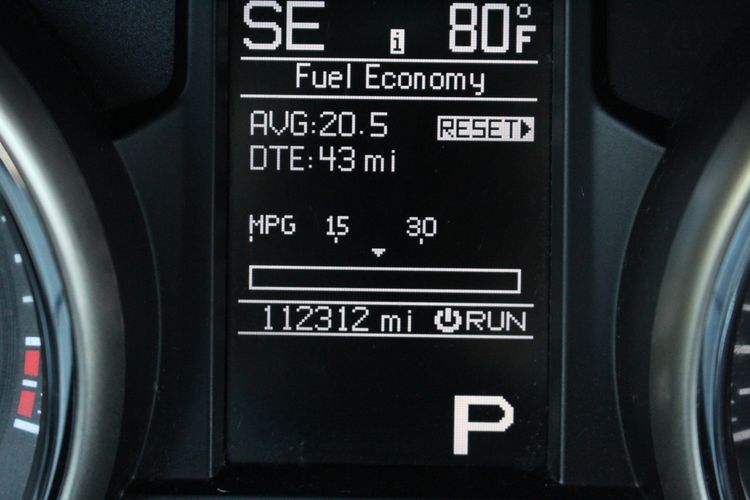 SE i 80°F
Fuel Economy
AVG:20.5 RESET
DTE:43 mi
MPG 15 30
112312 mi RUN
P